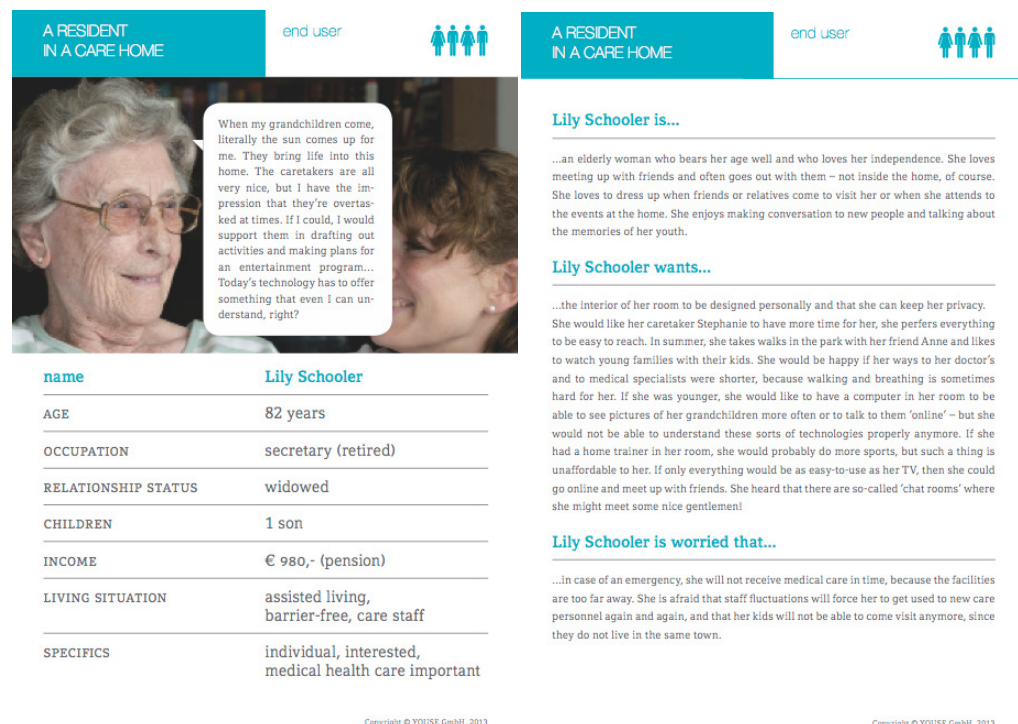 A RESIDENT
IN A CARE HOME
end user
When my grandchildren come,
literally the sun comes up for
me. They bring life into this
home. The caretakers are all
very nice, but I have the im-
pression that they're overtas-
ked at times. If I could, I would
support them in drafting out
activities and making plans for
an entertainment program...
Today's technology has to offer
something that even I can un-
derstand, right?
name Lily Schooler
AGE 82 years
OCCUPATION secretary (retired)
RELATIONSHIP STATUS widowed
CHILDREN 1 son
INCOME € 980,- (pension)
LIVING SITUATION assisted living,
barrier-free, care staff
SPECIFICS individual, interested,
medical health care important
Copyright © YOUSE GmbH, 2013
A RESIDENT
IN A CARE HOME
end user
Lily Schooler is...
...an elderly woman who bears her age well and who loves her independence. She loves
meeting up with friends and often goes out with them – not inside the home, of course.
She loves to dress up when friends or relatives come to visit her or when she attends to
the events at the home. She enjoys making conversation to new people and talking about
the memories of her youth.
Lily Schooler wants...
...the interior of her room to be designed personally and that she can keep her privacy.
She would like her caretaker Stephanie to have more time for her, she perfers everything
to be easy to reach. In summer, she takes walks in the park with her friend Anne and likes
to watch young families with their kids. She would be happy if her ways to her doctor's
and to medical specialists were shorter, because walking and breathing is sometimes
hard for her. If she was younger, she would like to have a computer in her room to be
able to see pictures of her grandchildren more often or to talk to them 'online' – but she
would not be able to understand these sorts of technologies properly anymore. If she
had a home trainer in her room, she would probably do more sports, but such a thing is
unaffordable to her. If only everything would be as easy-to-use as her TV, then she could
go online and meet up with friends. She heard that there are so-called 'chat rooms' where
she might meet some nice gentlemen!
Lily Schooler is worried that...
...in case of an emergency, she will not receive medical care in time, because the facilities
are too far away. She is afraid that staff fluctuations will force her to get used to new care
personnel again and again, and that her kids will not be able to come visit anymore, since
they do not live in the same town.
Copyright © YOUSE GmbH, 2013